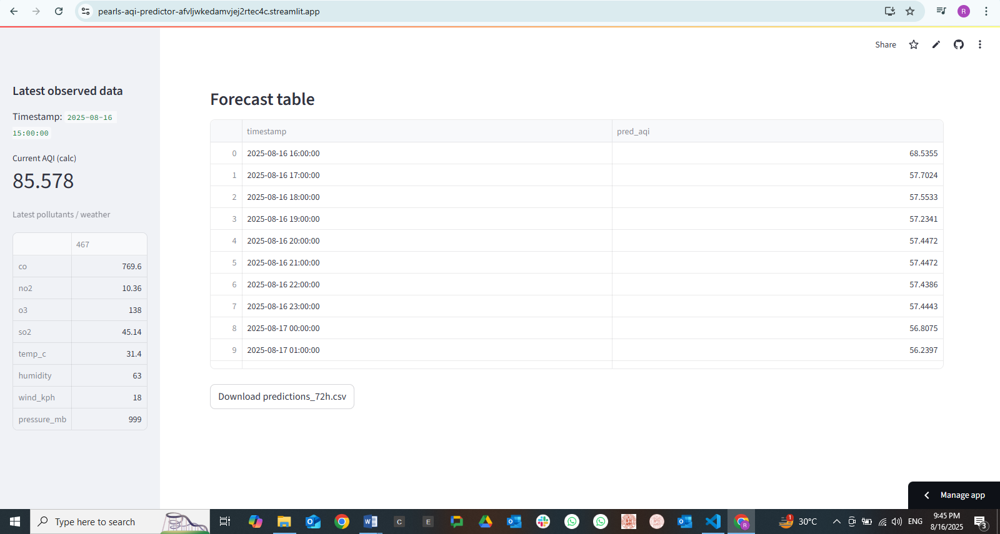 pearls-aqi-predictor-afvljwkedamvjej2rtec4c.streamlit.app
R
Share
Latest observed data
Timestamp: 2025-08-16
15:00:00
Current AQI (calc)
85.578
Latest pollutants / weather
467
co 769.6
no2 10.36
o3 138
so2 45.14
temp_c 31.4
humidity 63
wind_kph 18
pressure_mb 999
Forecast table
timestamp pred_aqi
0 2025-08-16 16:00:00 68.5355
1 2025-08-16 17:00:00 57.7024
2 2025-08-16 18:00:00 57.5533
3 2025-08-16 19:00:00 57.2341
4 2025-08-16 20:00:00 57.4472
5 2025-08-16 21:00:00 57.4472
6 2025-08-16 22:00:00 57.4386
7 2025-08-16 23:00:00 57.4443
8 2025-08-17 00:00:00 56.8075
9 2025-08-17 01:00:00 56.2397
Download predictions_72h.csv
Manage app
Type here to search
C
E
R
1
30°C
ENG
9:45 PM
8/16/2025
3